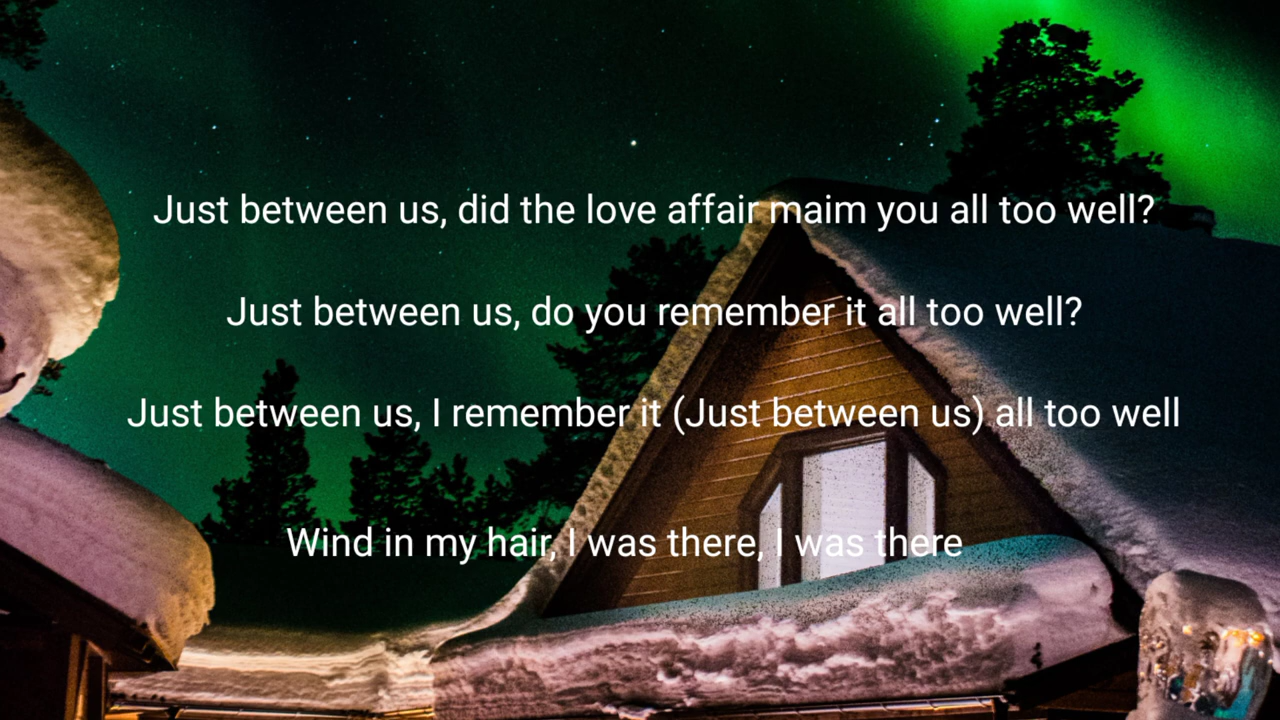 Just between us, did the love affair maim you all too well?
Just between us, do you remember it all too well?
Just between us, I remember it (Just between us) all too well
Wind in my hair, I was there, I was there